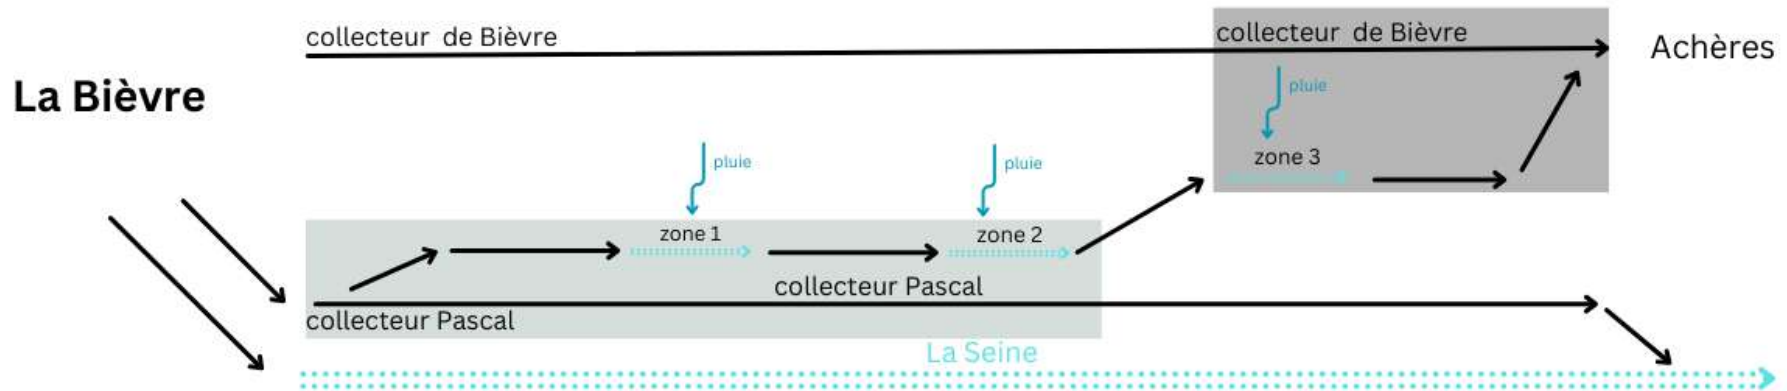 collecteur de Bièvre
collecteur de Bièvre
Achères
La Bièvre
pluie
pluie
pluie
zone 3
zone 1
zone 2
collecteur Pascal
collecteur Pascal
La Seine